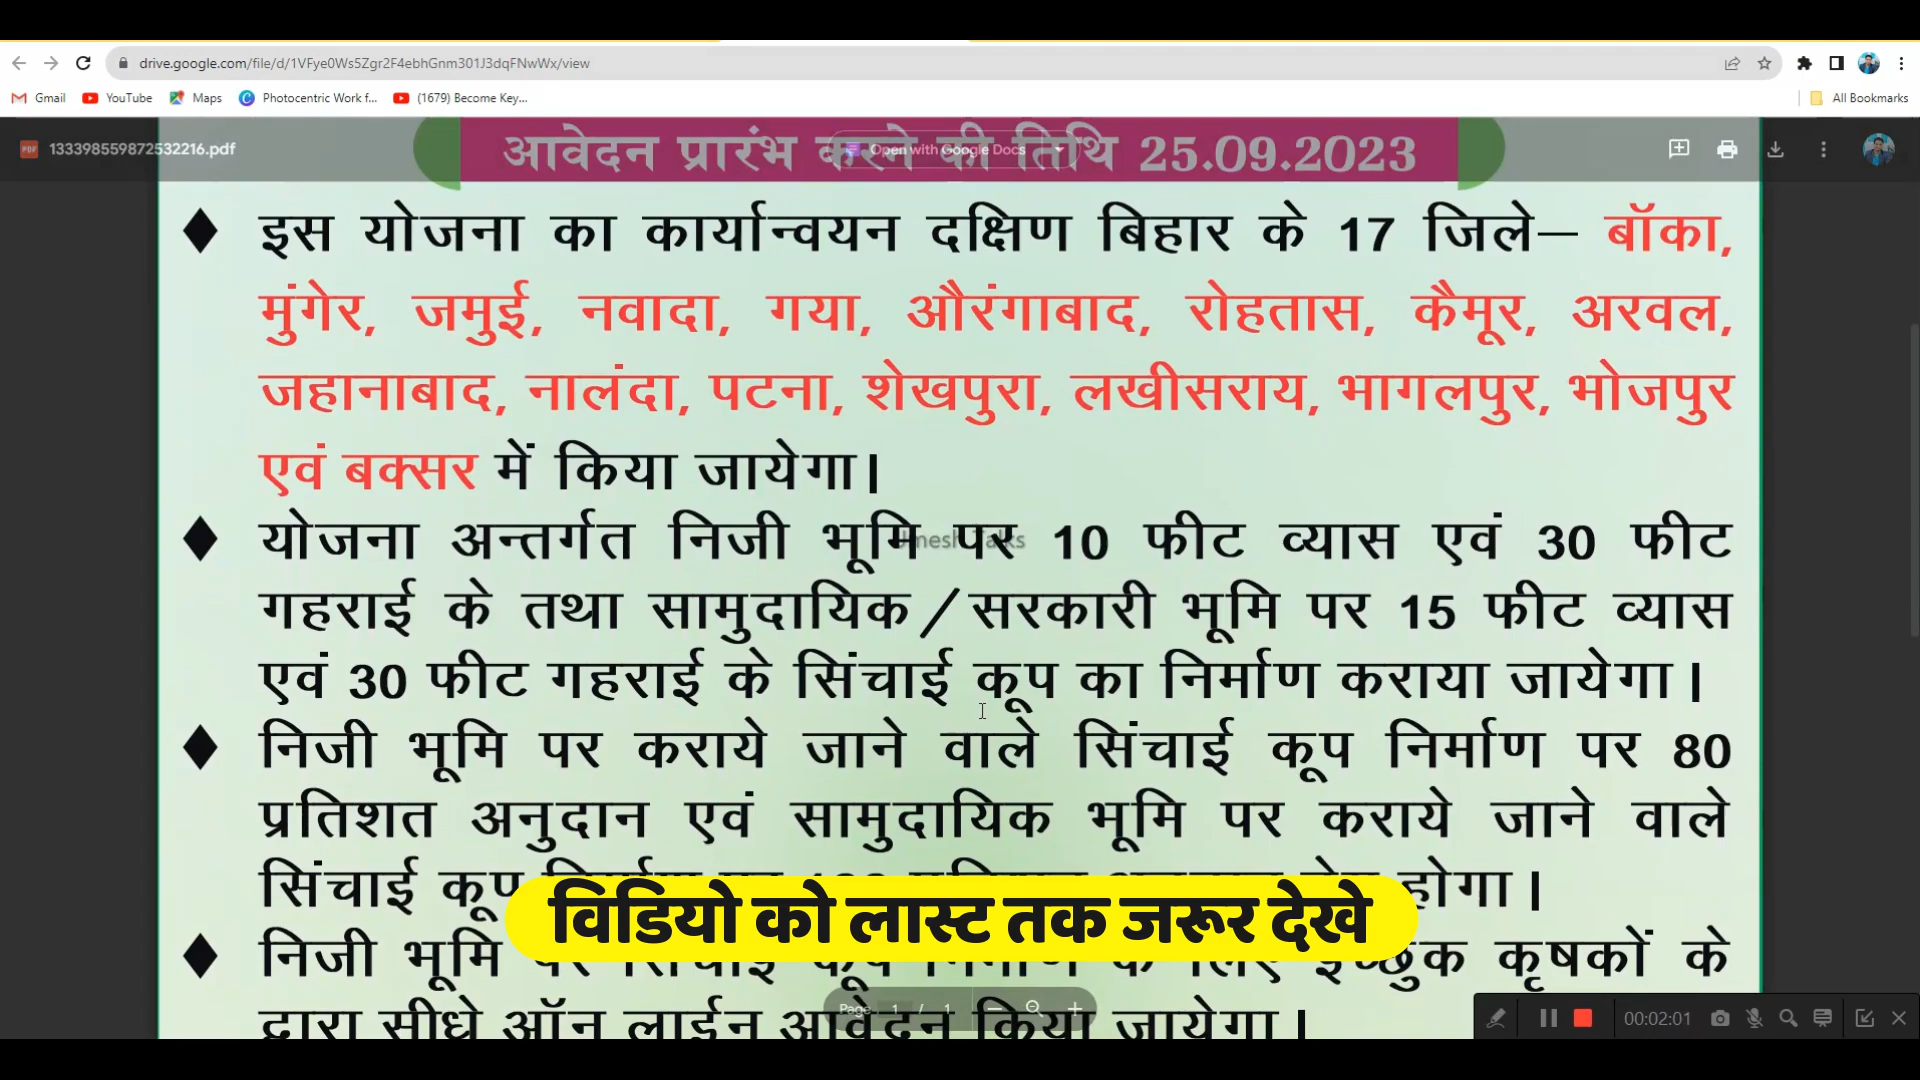 drive.google.com/file/d/1VFye0Ws5Zgr2F4ebhGnm301J3dqFNwWx/view
Gmail YouTube Maps Photocentric Work f... (1679) Become Key... All Bookmarks
133398559872532216.pdf
Open with Google Docs
आवेदन प्रारंभ करने की तिथि 25.09.2023
♦ इस योजना का कार्यान्वयन दक्षिण बिहार के 17 जिले– बाॅका,
मुंगेर, जमुई, नवादा, गया, औरंगाबाद, रोहतास, कैमूर, अरवल,
जहानाबाद, नालंदा, पटना, शेखपुरा, लखीसराय, भागलपुर, भोजपुर
एवं बक्सर में किया जायेगा।
♦ योजना अन्तर्गत निजी भूमि पर 10 फीट व्यास एवं 30 फीट
गहराई के तथा सामुदायिक/सरकारी भूमि पर 15 फीट व्यास
एवं 30 फीट गहराई के सिंचाई कूप का निर्माण कराया जायेगा।
♦ निजी भूमि पर कराये जाने वाले सिंचाई कूप निर्माण पर 80
प्रतिशत अनुदान एवं सामुदायिक भूमि पर कराये जाने वाले
सिंचाई कूप होगा।
विडियो को लास्ट तक जरूर देखे
♦ निजी भूमि इच्छुक कृषकों के
द्वारा सीधे ऑन लाईन आवेदन किया जायेगा।
Page 1 / 1
00:02:01